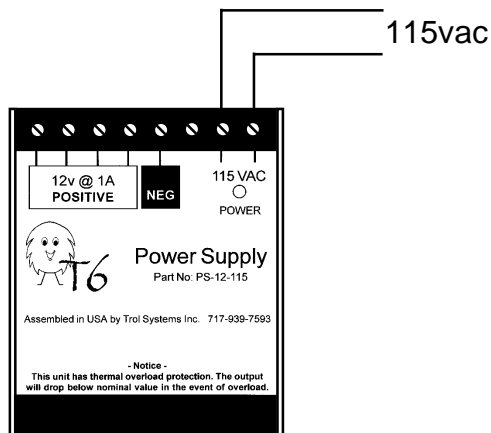 115vac
12v @ 1A
POSITIVE
NEG
115 VAC
POWER
T6
Power Supply
Part No: PS-12-115
Assembled in USA by Trol Systems Inc. 717-939-7593
- Notice -
This unit has thermal overload protection. The output
will drop below nominal value in the event of overload.